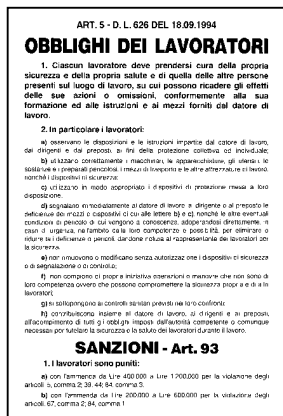 ART. 5 - D. L. 626 DEL 18.09.1994
OBBLIGHI DEI LAVORATORI
1. Ciascun lavoratore deve prendersi cura della propria
sicurezza e della propria salute e di quella delle altre persone
presenti sul luogo di lavoro, su cui possono ricadere gli effetti
delle sue azioni o omissioni, conformemente alla sua
formazione ed alle istruzioni e ai mezzi forniti dal datore di
lavoro.
2. In particolare i lavoratori:
a) osservano le disposizioni e le istruzioni impartite dal datore di lavoro,
dai dirigenti e dai preposti, ai fini della protezione collettiva ed individuale;
b) utilizzano correttamente i macchinari, le apparecchiature, gli utensili, le
sostanze e i preparati pericolosi, i mezzi di trasporto e le altre attrezzature di lavoro,
nonché i dispositivi di sicurezza;
c) utilizzano in modo appropriato i dispositivi di protezione messi a loro
disposizione;
d) segnalano immediatamente al datore di lavoro, al dirigente o al preposto le
deficienze dei mezzi e dispositivi di cui alle lettere b) e c), nonché le altre eventuali
condizioni di pericolo di cui vengono a conoscenza, adoperandosi direttamente, in
caso di urgenza, nell'ambito delle loro competenze e possibilità, per eliminare o
ridurre tali deficienze o pericoli, dandone notizia al rappresentante dei lavoratori per
la sicurezza;
e) non rimuovono o modificano senza autorizzazione i dispositivi di sicurezza
o di segnalazione o di controllo;
f) non compiono di propria iniziativa operazioni o manovre che non sono di
loro competenza ovvero che possono compromettere la sicurezza propria o di altri
lavoratori;
g) si sottopongono ai controlli sanitari previsti nei loro confronti;
h) contribuiscono, insieme al datore di lavoro, ai dirigenti e ai preposti,
all'adempimento di tutti gli obblighi imposti dall'autorità competente o comunque
necessari per tutelare la sicurezza e la salute dei lavoratori durante il lavoro.
SANZIONI - Art. 93
1. I lavoratori sono puniti:
a) con l'ammenda da Lire 400.000 a Lire 1.200.000 per la violazione degli
articoli 5, comma 2; 39; 44; 84, comma 3.
b) con l'ammenda da Lire 200.000 a Lire 600.000 per la violazione degli
articoli 67, comma 2; 84, comma 1